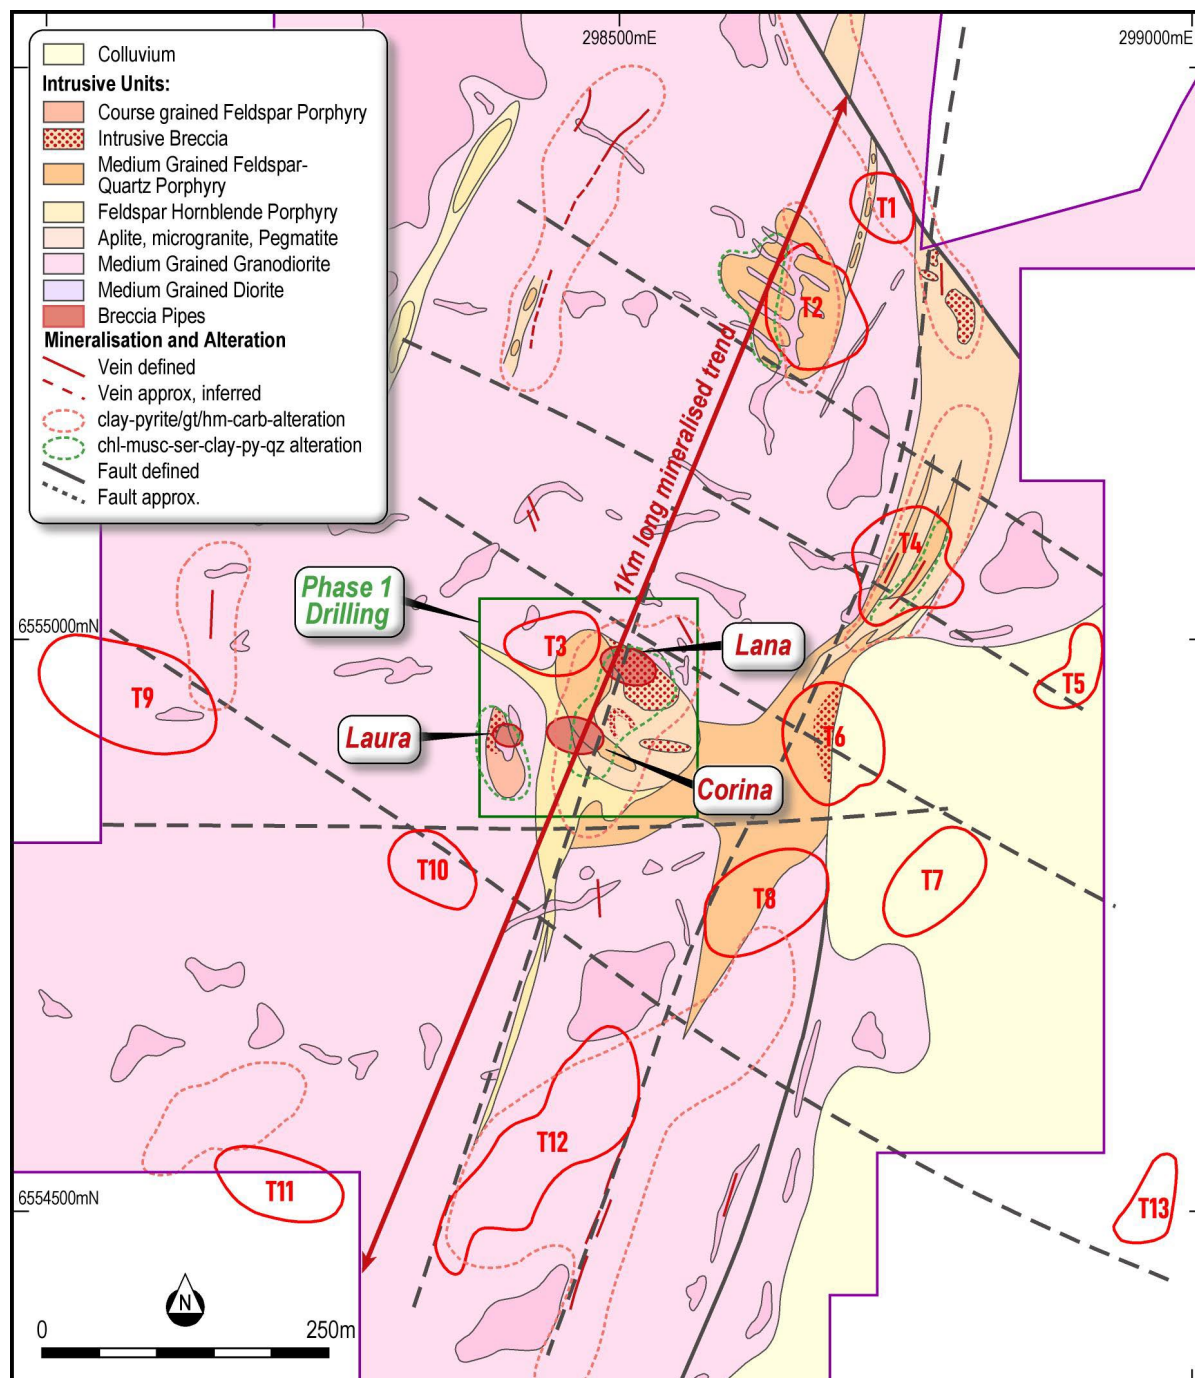 298500mE
299000mE
Colluvium
Intrusive Units:
Course grained Feldspar Porphyry
Intrusive Breccia
Medium Grained Feldspar-
Quartz Porphyry
Feldspar Hornblende Porphyry
Aplite, microgranite, Pegmatite
Medium Grained Granodiorite
Medium Grained Diorite
Breccia Pipes
Mineralisation and Alteration
Vein defined
Vein approx, inferred
clay-pyrite/gt/hm-carb-alteration
chl-musc-ser-clay-py-qz alteration
Fault defined
Fault approx.
T1
T2
1Km long mineralised trend
T4
Phase 1
Drilling
6555000mN
T3
Lana
T5
T9
Laura
T6
Corina
T10
T8
T7
T12
T11
6554500mN
T13
N
0
250m